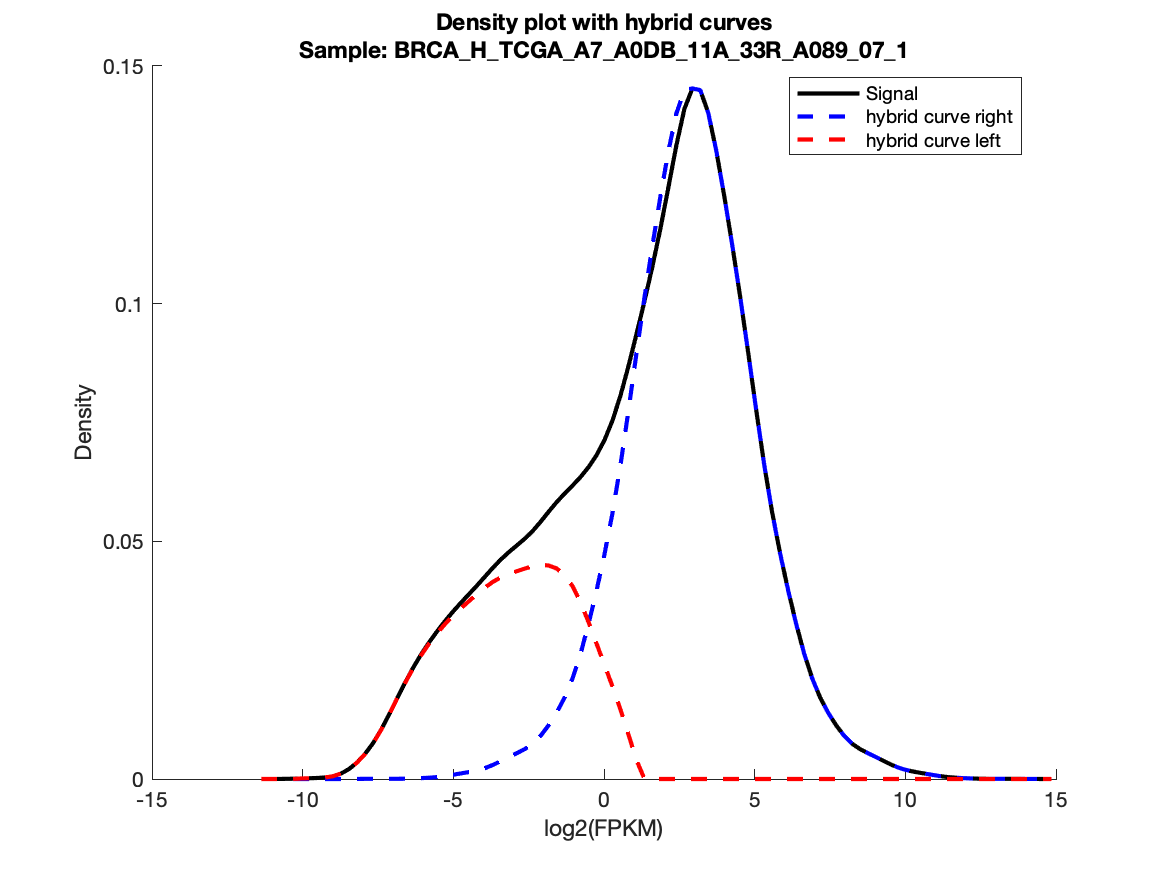 Density plot with hybrid curves
Sample: BRCA_H_TCGA_A7_A0DB_11A_33R_A089_07_1
0.15
Signal
hybrid curve right
hybrid curve left
0.1
Density
0.05
0
-15 -10 -5 0 5 10 15
log2(FPKM)